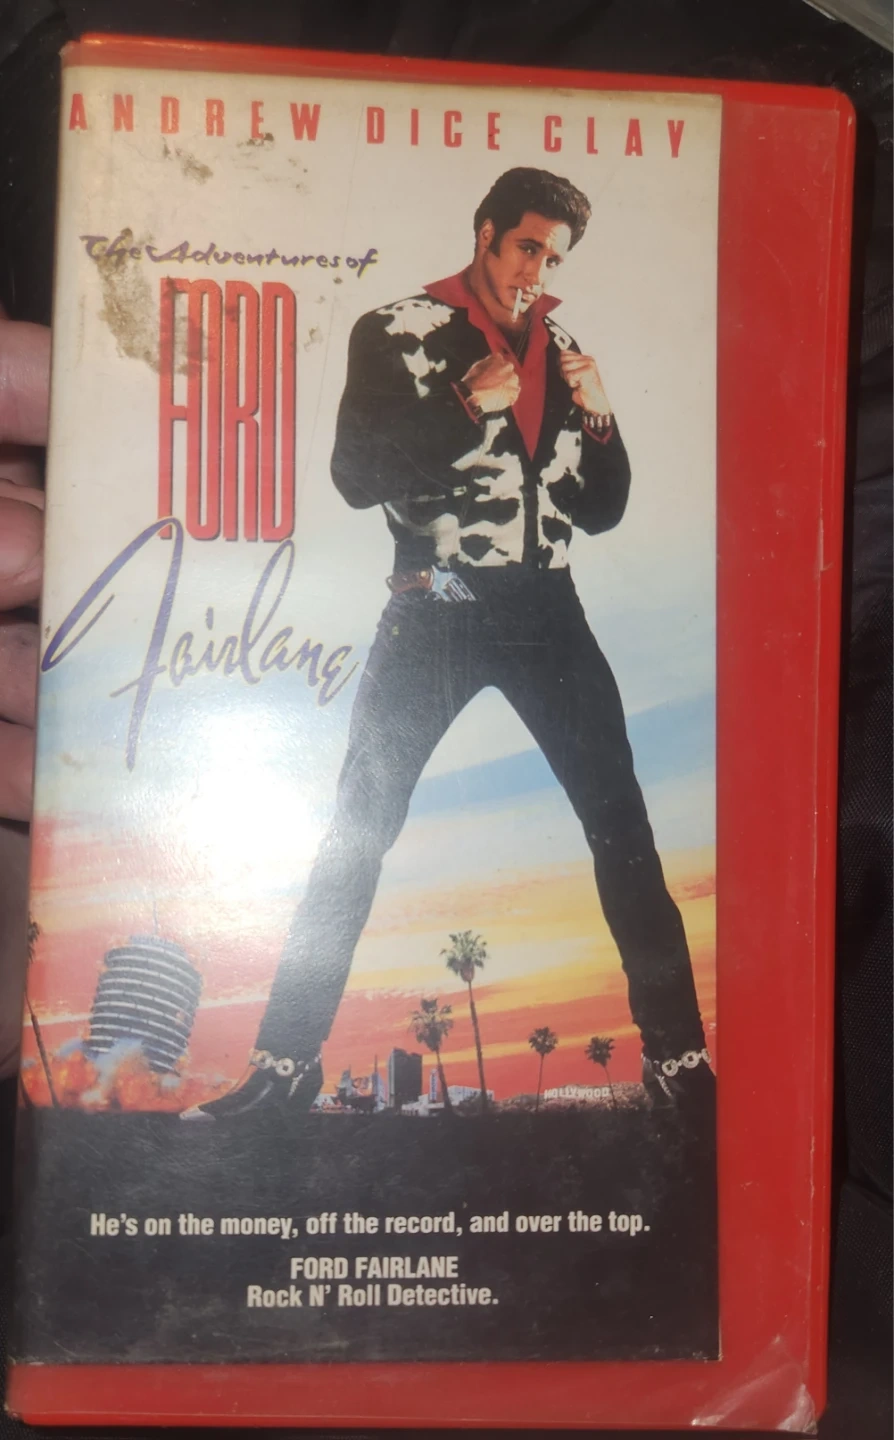 ANDREW DICE CLAY
The Adventures of
FORD
Fairlane
HOLLYWOOD
He's on the money, off the record, and over the top.
FORD FAIRLANE
Rock N' Roll Detective.